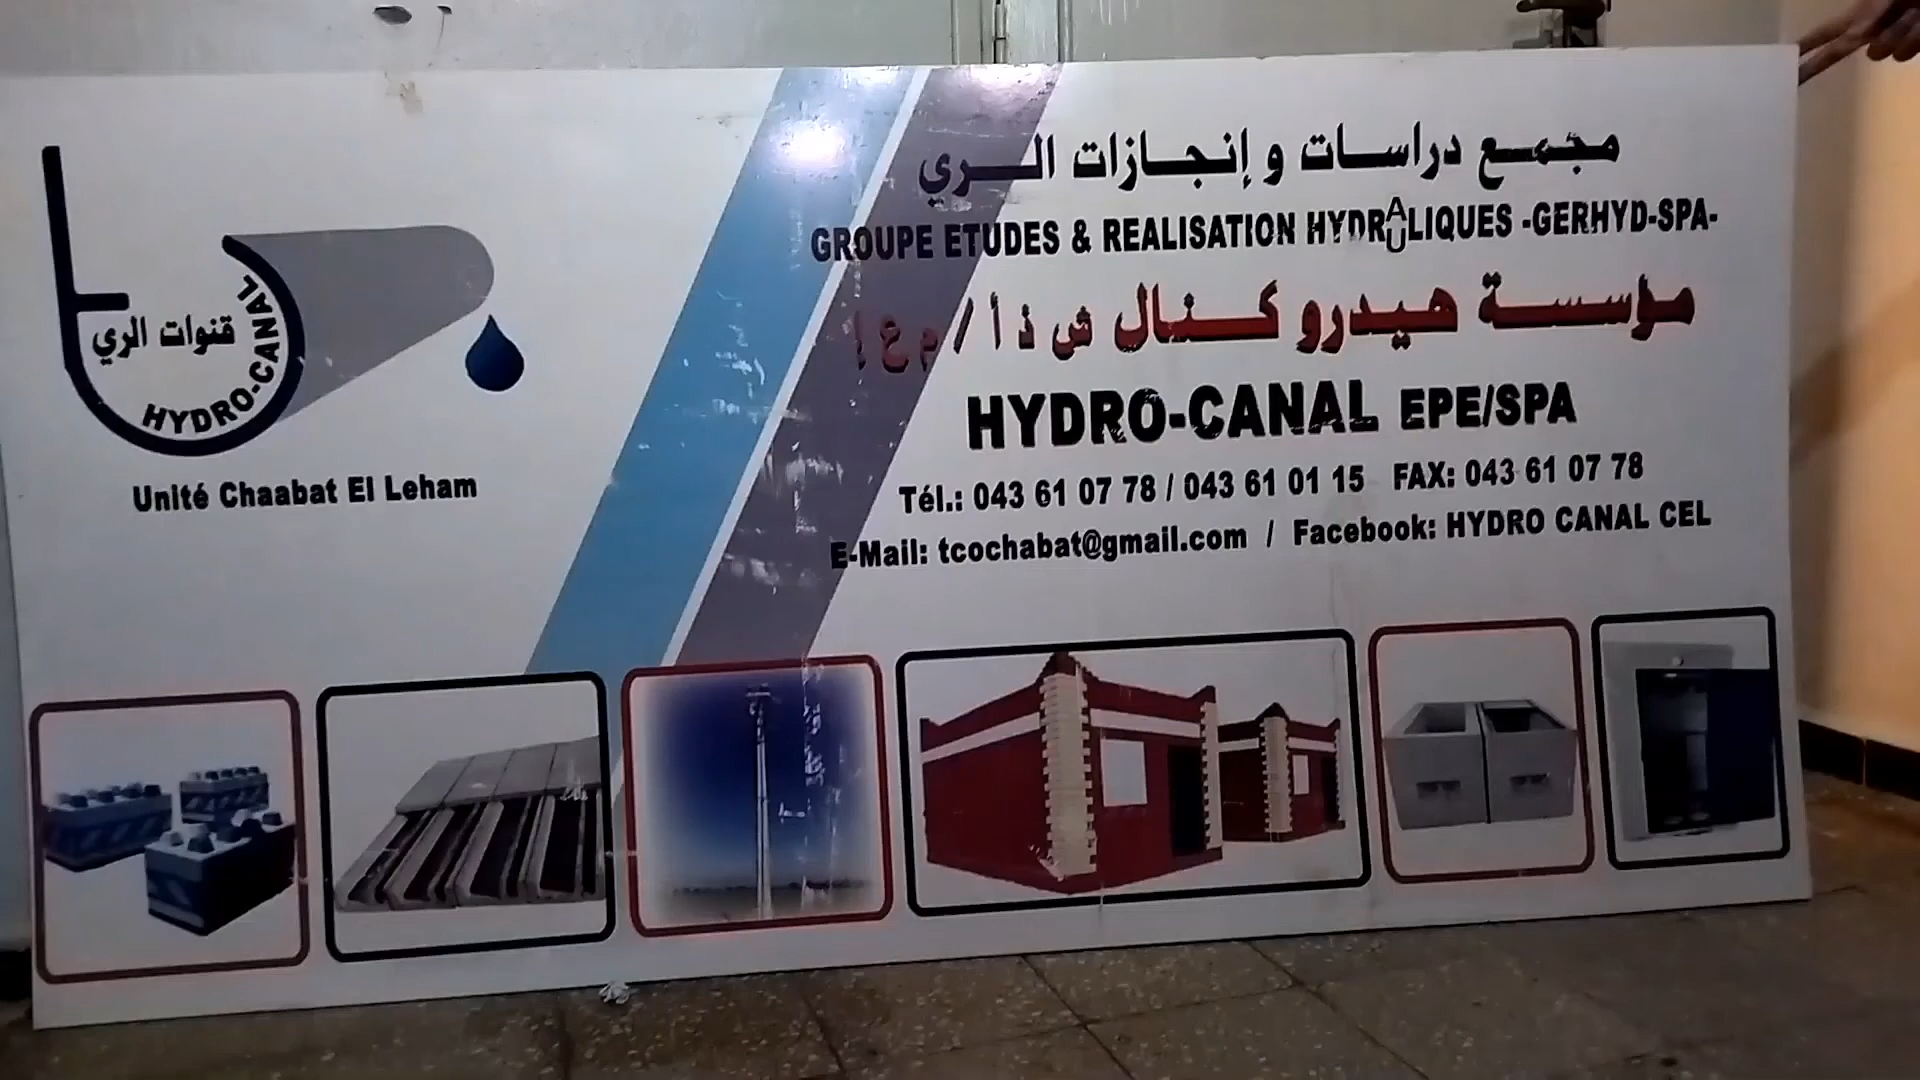 قنوات الري
HYDRO-CANAL
Unité Chaabat El Leham
مجمع دراسات و إنجازات الري
GROUPE ETUDES & REALISATION HYDRAULIQUES -GERHYD-SPA-
مؤسسة هيدرو كنال ش ذ أ / م ع إ
HYDRO-CANAL EPE/SPA
Tél.: 043 61 07 78 / 043 61 01 15 FAX: 043 61 07 78
E-Mail: tcochabat@gmail.com / Facebook: HYDRO CANAL CEL